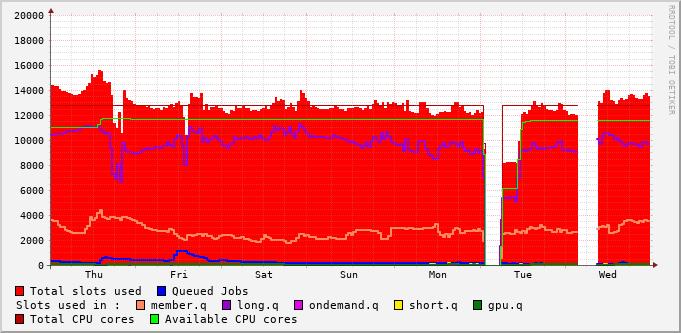 RRDTOOL / TOBI OETIKER
20000
18000
16000
14000
12000
10000
8000
6000
4000
2000
0
Thu Fri Sat Sun Mon Tue Wed
Total slots used Queued Jobs
Slots used in : member.q long.q ondemand.q short.q gpu.q
Total CPU cores Available CPU cores